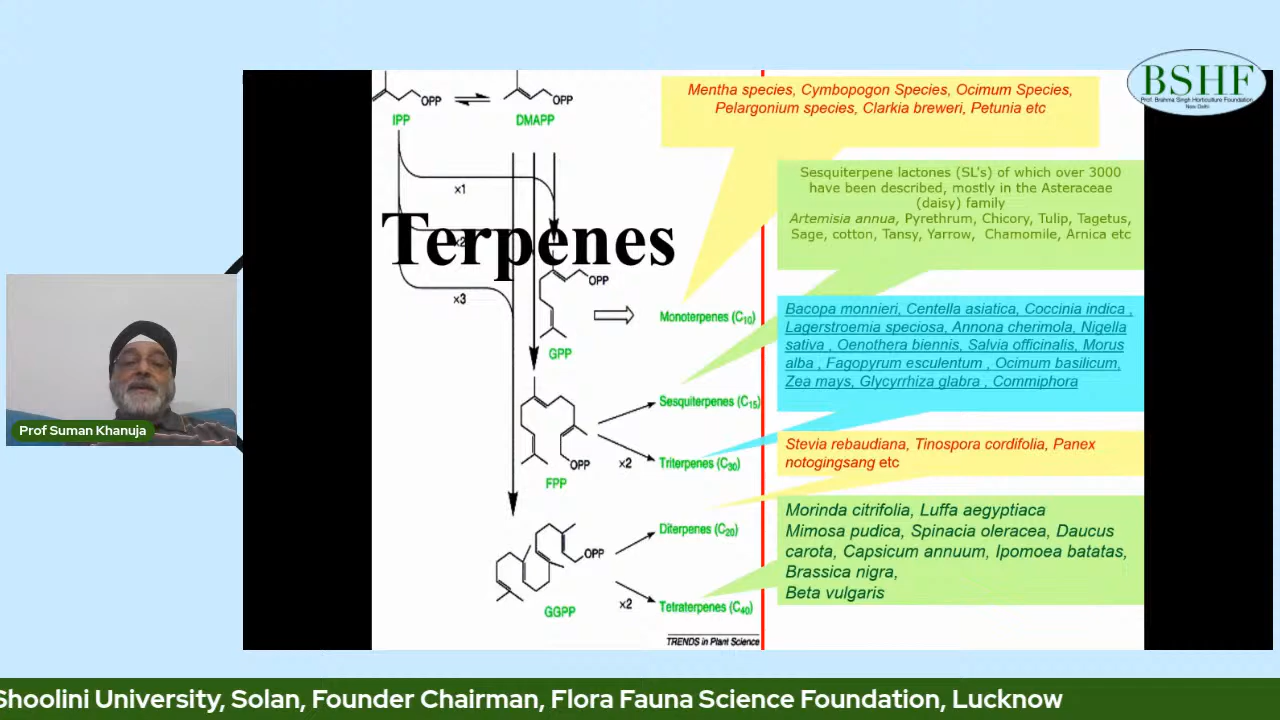 BSHF
Prof. Brahma Singh Horticulture Foundation
New Delhi
Terpenes
IPP
OPP
DMAPP
OPP
x1
x2
x3
OPP
GPP
Monoterpenes (C10)
Sesquiterpenes (C15)
OPP
FPP
x2
Triterpenes (C30)
Diterpenes (C20)
OPP
GGPP
x2
Tetraterpenes (C40)
TRENDS in Plant Science
Mentha species, Cymbopogon Species, Ocimum Species,
Pelargonium species, Clarkia breweri, Petunia etc
Sesquiterpene lactones (SL's) of which over 3000
have been described, mostly in the Asteraceae
(daisy) family
Artemisia annua, Pyrethrum, Chicory, Tulip, Tagetus,
Sage, cotton, Tansy, Yarrow, Chamomile, Arnica etc
Bacopa monnieri, Centella asiatica, Coccinia indica ,
Lagerstroemia speciosa, Annona cherimola, Nigella
sativa , Oenothera biennis, Salvia officinalis, Morus
alba , Fagopyrum esculentum , Ocimum basilicum,
Zea mays, Glycyrrhiza glabra , Commiphora
Stevia rebaudiana, Tinospora cordifolia, Panex
notogingsang etc
Morinda citrifolia, Luffa aegyptiaca
Mimosa pudica, Spinacia oleracea, Daucus
carota, Capsicum annuum, Ipomoea batatas,
Brassica nigra,
Beta vulgaris
Prof Suman Khanuja
Shoolini University, Solan, Founder Chairman, Flora Fauna Science Foundation, Lucknow